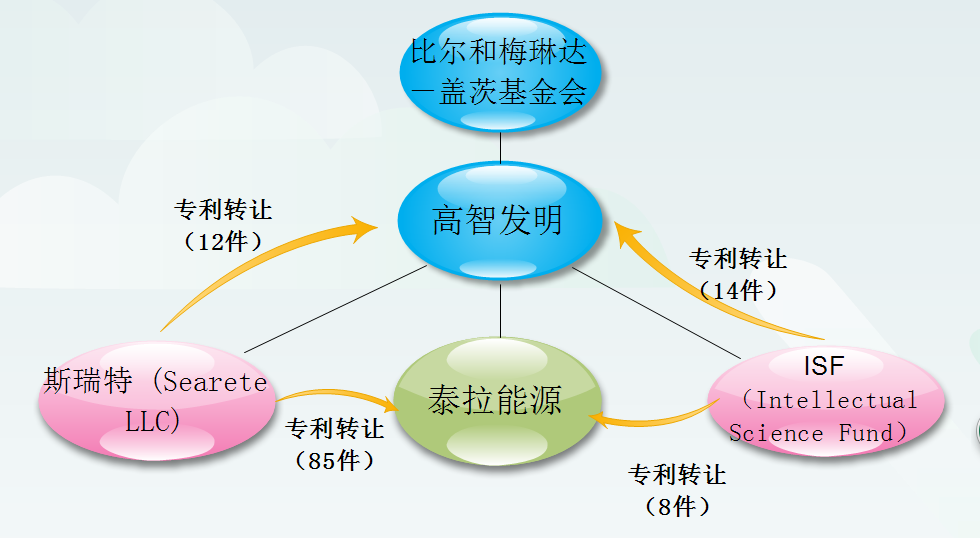 比尔和梅琳达
－盖茨基金会
高智发明
专利转让
（12件）
专利转让
（14件）
斯瑞特 (Searete
LLC)
专利转让
（85件）
泰拉能源
ISF
（Intellectual
Science Fund）
专利转让
（8件）